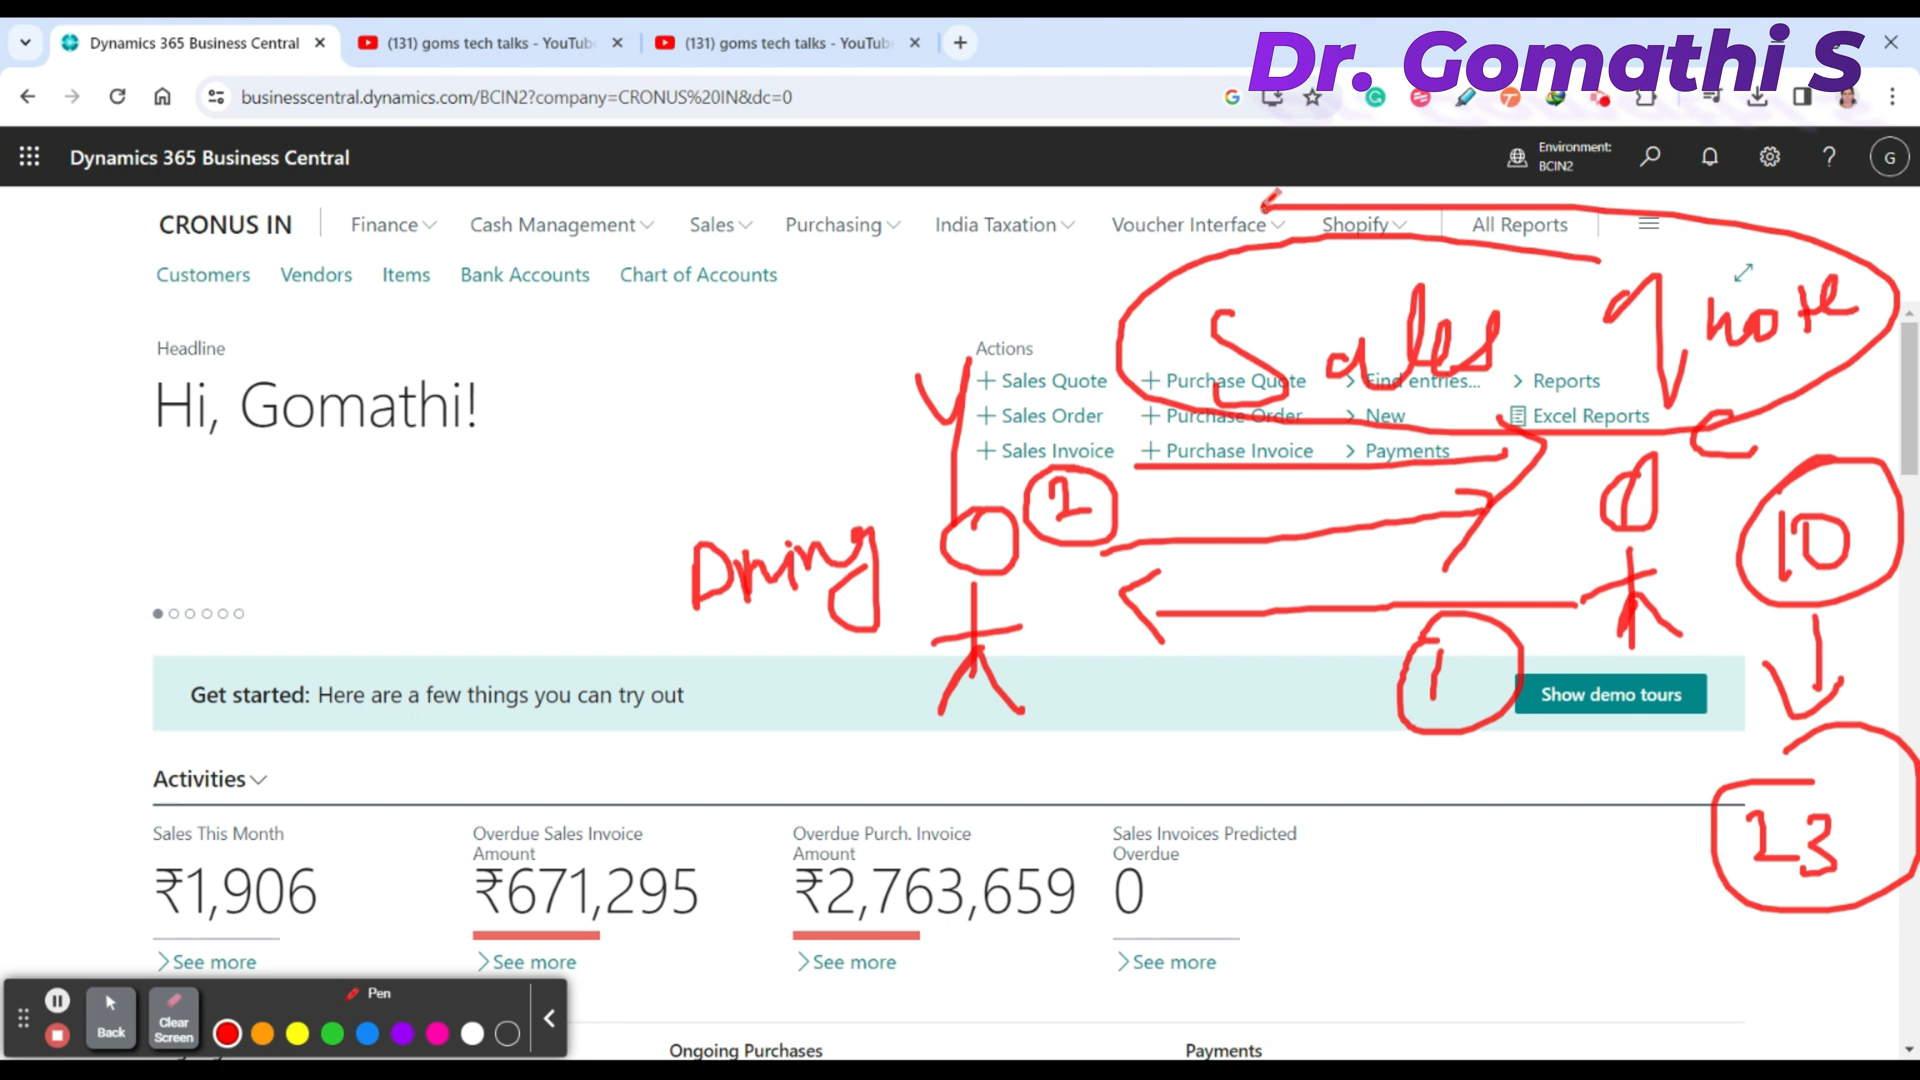 Dynamics 365 Business Central
(131) goms tech talks - YouTub
(131) goms tech talks - YouTub
Dr. Gomathi S
businesscentral.dynamics.com/BCIN2?company=CRONUS%20IN&dc=0
Dynamics 365 Business Central
Environment:
BCIN2
G
CRONUS IN
Finance
Cash Management
Sales
Purchasing
India Taxation
Voucher Interface
Shopify
All Reports
Customers
Vendors
Items
Bank Accounts
Chart of Accounts
Sales
Headline
Actions
Hi, Gomathi!
+ Sales Quote
+ Purchase Quote
> Find entries...
> Reports
+ Sales Order
+ Purchase Order
> New
Excel Reports
+ Sales Invoice
+ Purchase Invoice
> Payments
2
10
1
Get started: Here are a few things you can try out
Show demo tours
23
Activities
Sales This Month
Overdue Sales Invoice
Amount
Overdue Purch. Invoice
Amount
Sales Invoices Predicted
Overdue
₹1,906
₹671,295
₹2,763,659
0
>See more
>See more
>See more
>See more
Pen
Back
Clear
Screen
Ongoing Purchases
Payments